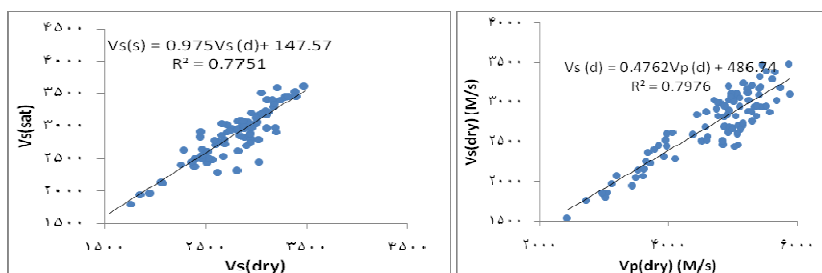 ۴۵۰۰
۴۰۰۰
۳۵۰۰
۳۰۰۰
۲۵۰۰
۲۰۰۰
۱۵۰۰
Vs(sat)
Vs(s) = 0.975Vs(d)+ 147.57
R² = 0.7751
۱۵۰۰ ۲۵۰۰ ۳۵۰۰ ۴۵۰۰
Vs(dry)
۳۵۰۰
۳۰۰۰
۲۵۰۰
۲۰۰۰
۱۵۰۰
Vs(dry) (M/s)
Vs (d) = 0.4762Vp (d) + 486.74
R² = 0.7976
۲۰۰۰ ۴۰۰۰ ۶۰۰۰
Vp(dry) (M/s)